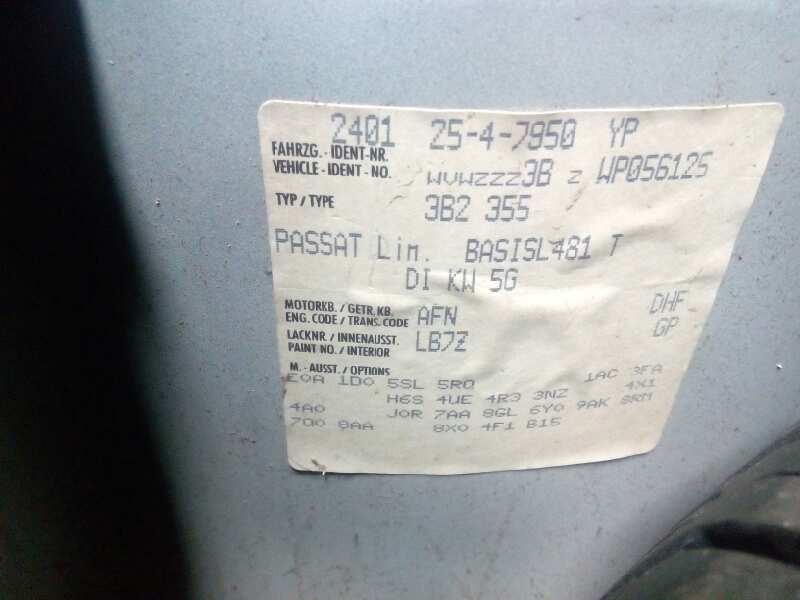 2401 25-4-7950 YP
FAHRZG. - IDENT-NR.
VEHICLE - IDENT - NO. WVWZZZ3B Z WP056125
TYP / TYPE 3B2 355
PASSAT Lim. BASISL481 T
DI KW 5G
MOTORKB. / GETR. KB.
ENG. CODE / TRANS. CODE AFN DHF
LACKNR / INNENAUSST.
PAINT NO. / INTERIOR LB7Z GP
M. - AUSST. / OPTIONS
E0A 1D0 5SL 5RQ 1AC 3FA
H6S 4UE 4R3 3NZ 4X1
4A0 J0R 7AA 8GL 6Y0 9AK 8RM
7Q0 9AA 8X0 4F1 B15